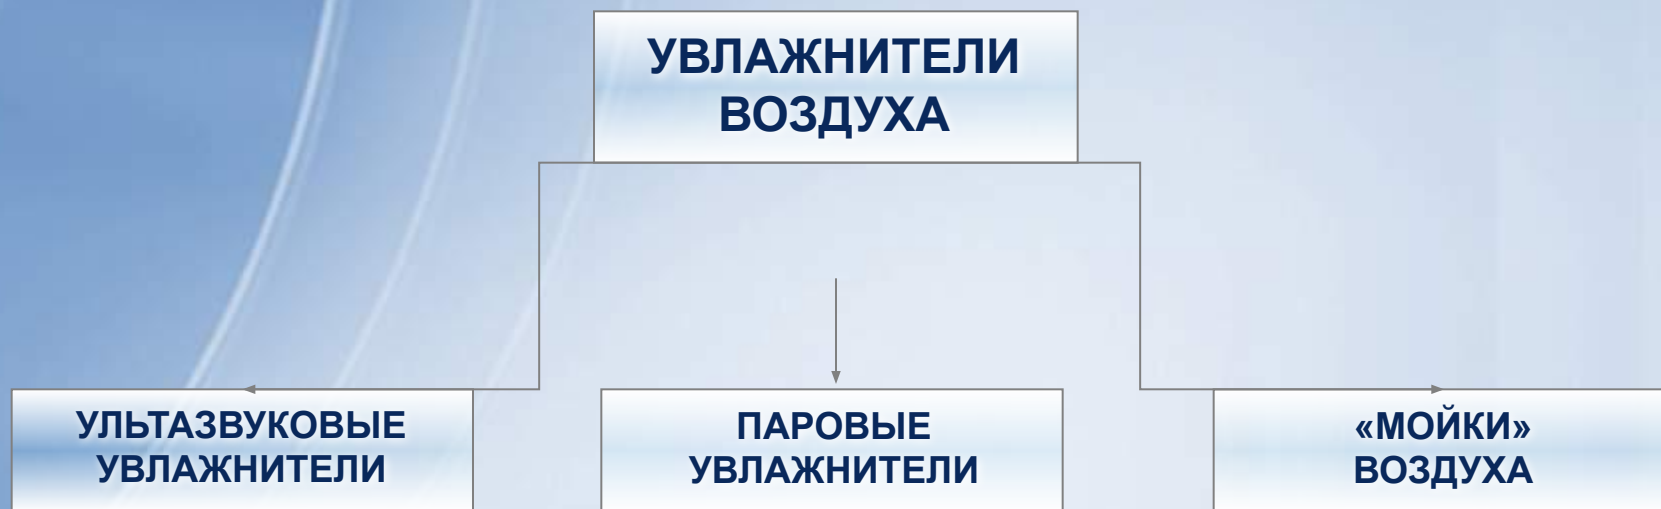 УВЛАЖНИТЕЛИ
ВОЗДУХА
УЛЬТАЗВУКОВЫЕ
УВЛАЖНИТЕЛИ
ПАРОВЫЕ
УВЛАЖНИТЕЛИ
«МОЙКИ»
ВОЗДУХА